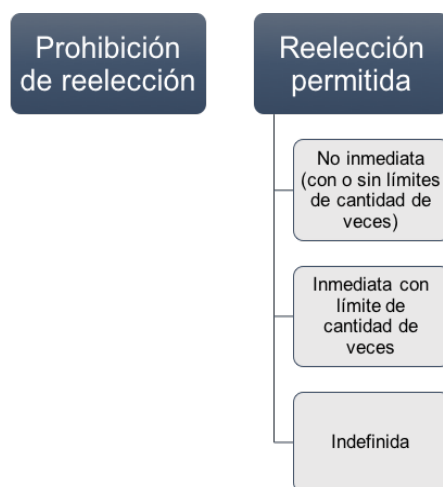 Prohibición
de reelección
Reelección
permitida
No inmediata
(con o sin límites
de cantidad de
veces)
Inmediata con
límite de
cantidad de
veces
Indefinida